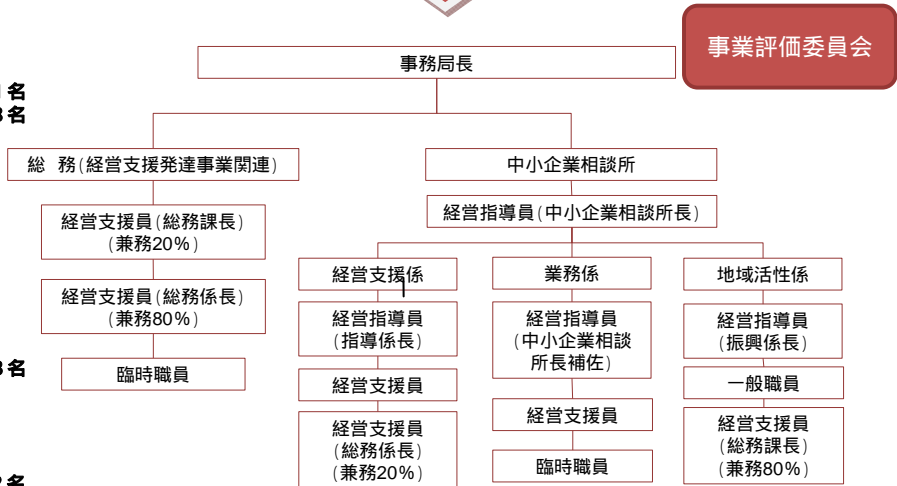 事業評価委員会
事務局長
名
名
総 務(経営支援発達事業関連)
中小企業相談所
経営支援員(総務課長)
(兼務20%)
経営指導員(中小企業相談所長)
経営支援員(総務係長)
(兼務80%)
経営支援係
業務係
地域活性係
経営指導員
(指導係長)
経営指導員
(中小企業相談
所長補佐)
経営指導員
(振興係長)
名
臨時職員
経営支援員
一般職員
経営支援員
(総務係長)
(兼務20%)
経営支援員
臨時職員
経営支援員
(総務課長)
(兼務80%)